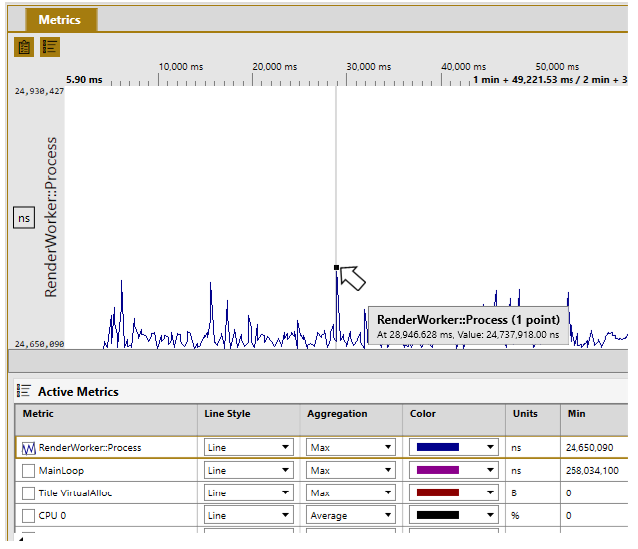 Metrics
10,000 ms 20,000 ms 30,000 ms 40,000 ms 50,000 ms
5.90 ms 1 min + 49,221.53 ms / 2 min + 3
24,930,427
RenderWorker::Process
ns
24,650,090
RenderWorker::Process (1 point)
At 28,946.628 ms, Value: 24,737,918.00 ns
Active Metrics
Metric Line Style Aggregation Color Units Min
RenderWorker::Process Line Max ns 24,650,090
MainLoop Line Max ns 268,034,100
Title VirtualAlloc Line Max B 0
CPU 0 Line Average % 0